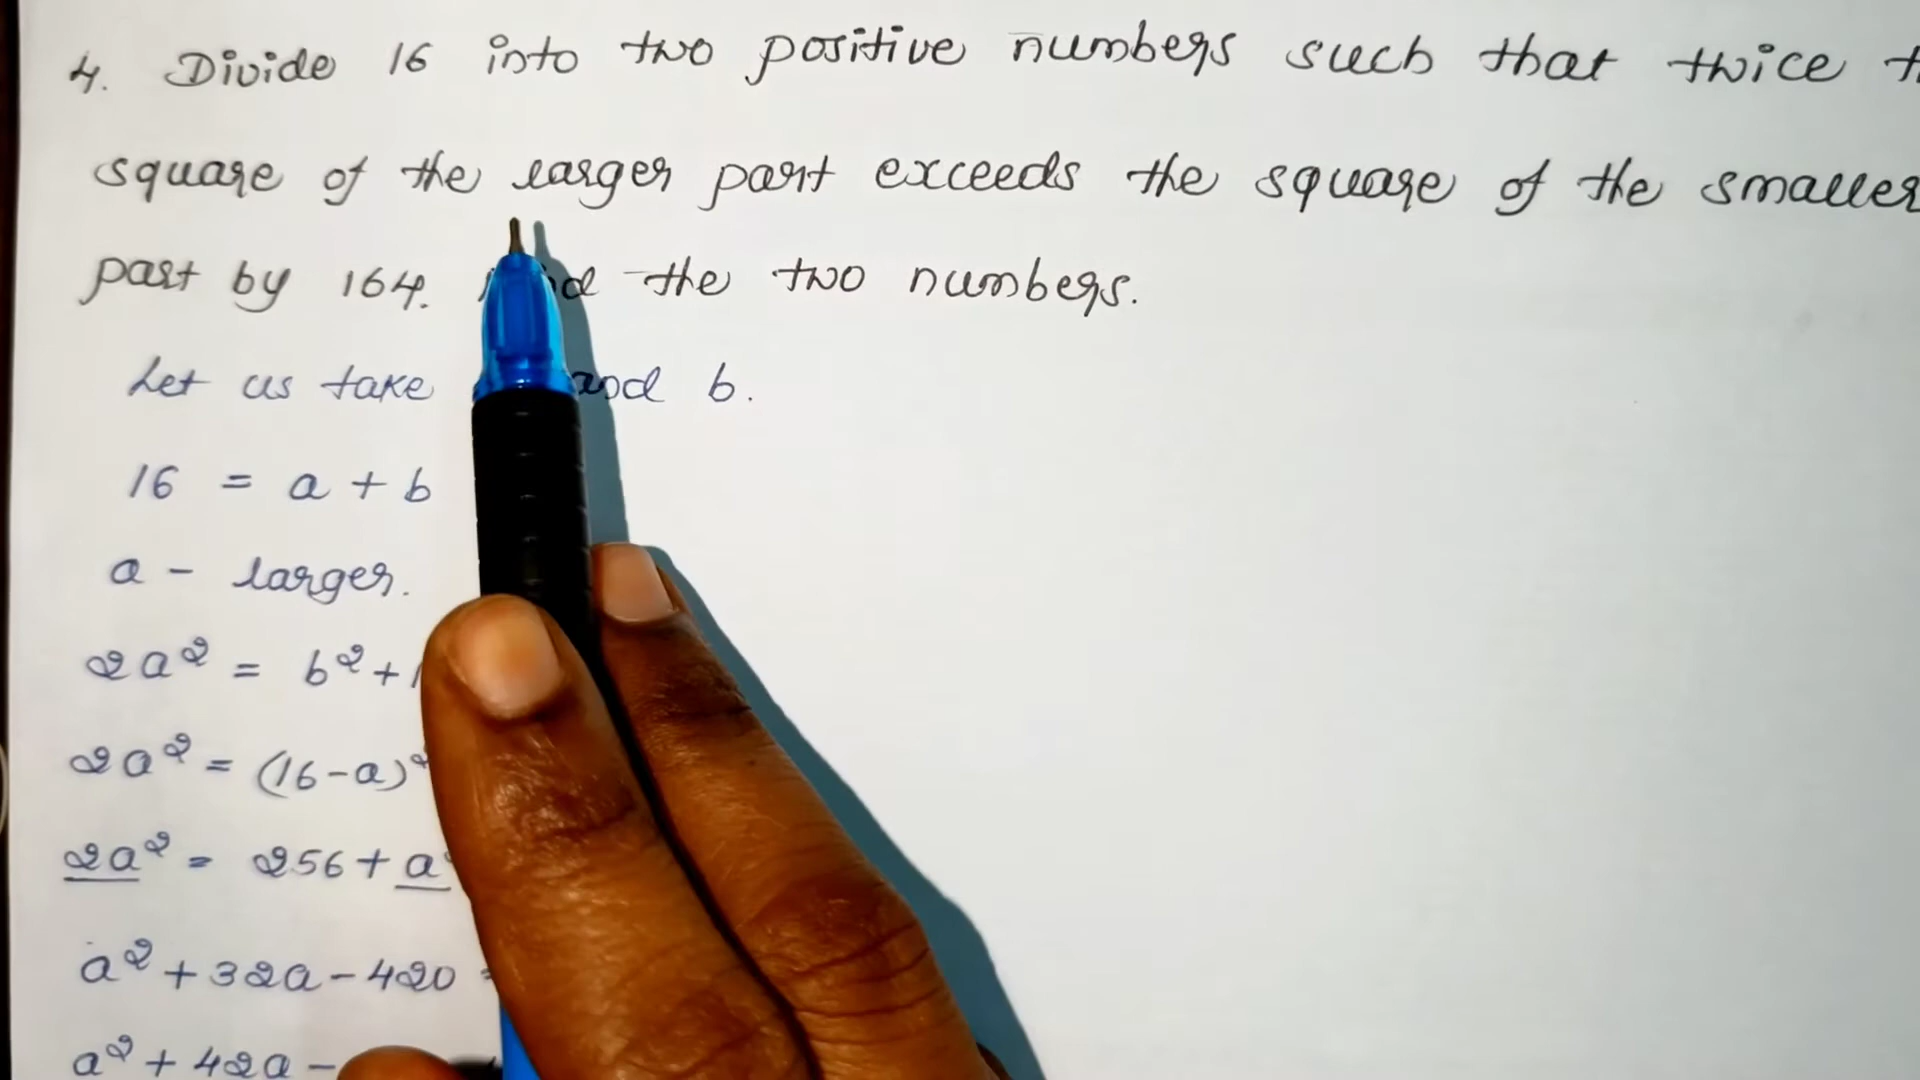 4. Divide 16 into two positive numbers such that twice
square of the larger part exceeds the square of the smaller
part by 164. the two numbers.
Let us take and b.
16 = a + b
a - larger.
2a² = b² +
2a² = (16-a)²
2a² = 256 + a
a² + 32a - 420
a² + 42a -